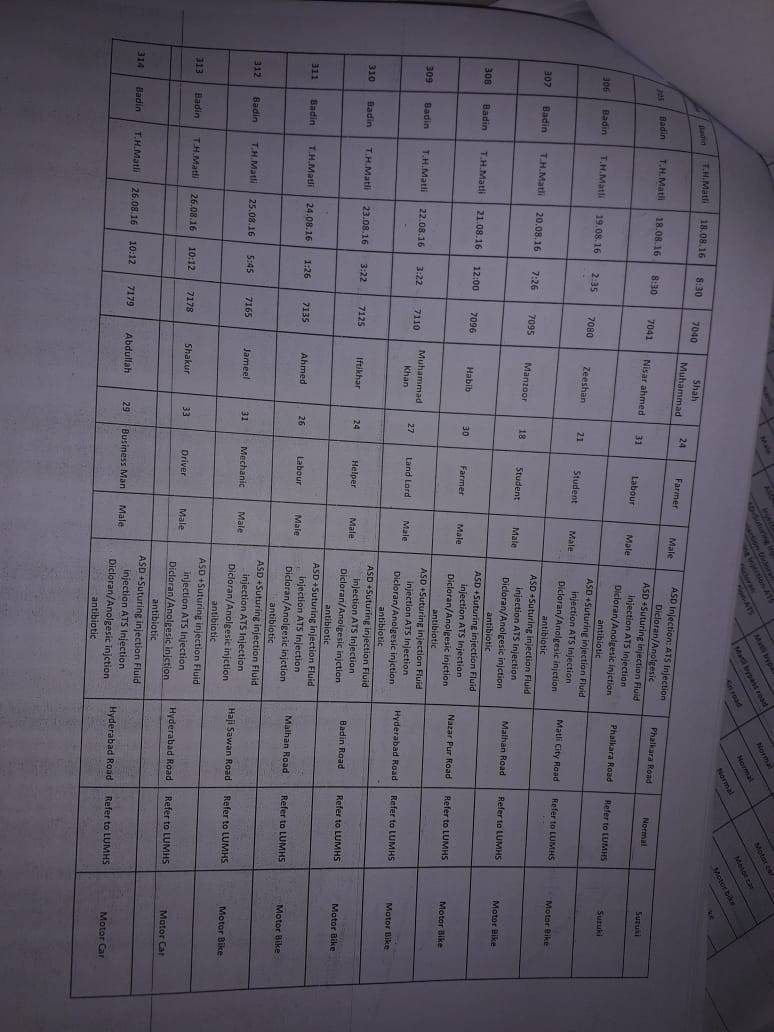 Male
Matli bypass road
Normal
Motor car
Normal
Motor car
Normal
Motor bike
Badin T.H.Matli 18.08.16 8:30 7040 Shah Muhammad 24 Farmer Male ASD Injection: ATS Injection Dicloran/Anolgesic Phalkara Road Normal Suzuki
305 Badin T.H.Matli 18.08.16 8:30 7041 Nisar ahmed 31 Labour Male ASD +Suturing injection Fluid injection ATS Injection Dicloran/Anolgesic injction antibiotic Phalkara Road Refer to LUMHS Suzuki
306 Badin T.H.Matli 19.08.16 2:35 7080 Zeeshan 21 Student Male ASD +Suturing injection Fluid injection ATS Injection Dicloran/Anolgesic injction antibiotic Matli City Road Refer to LUMHS Motor Bike
307 Badin T.H.Matli 20.08.16 7:26 7095 Manzoor 18 Student Male ASD +Suturing injection Fluid injection ATS Injection Dicloran/Anolgesic injction antibiotic Malhan Road Refer to LUMHS Motor Bike
308 Badin T.H.Matli 21.08.16 12:00 7096 Habib 30 Farmer Male ASD +Suturing injection Fluid injection ATS Injection Dicloran/Anolgesic injction antibiotic Nazar Pur Road Refer to LUMHS Motor Bike
309 Badin T.H.Matli 22.08.16 3:22 7110 Muhammad Khan 27 Land Lord Male ASD +Suturing injection Fluid injection ATS Injection Dicloran/Anolgesic injction antibiotic Hyderabad Road Refer to LUMHS Motor Bike
310 Badin T.H.Matli 23.08.16 3:22 7125 Iftikhar 24 Helper Male ASD +Suturing injection Fluid injection ATS Injection Dicloran/Anolgesic injction antibiotic Badin Road Refer to LUMHS Motor Bike
311 Badin T.H.Matli 24.08.16 1:26 7135 Ahmed 26 Labour Male ASD +Suturing injection Fluid injection ATS Injection Dicloran/Anolgesic injction antibiotic Malhan Road Refer to LUMHS Motor Bike
312 Badin T.H.Matli 25.08.16 5:45 7165 Jameel 31 Mechanic Male ASD +Suturing injection Fluid injection ATS Injection Dicloran/Anolgesic injction antibiotic Haji Sawan Road Refer to LUMHS Motor Bike
313 Badin T.H.Matli 26.08.16 10:12 7178 Shakur 33 Driver Male ASD +Suturing injection Fluid injection ATS Injection Dicloran/Anolgesic injction antibiotic Hyderabad Road Refer to LUMHS Motor Car
314 Badin T.H.Matli 26.08.16 10:12 7179 Abdullah 29 Business Man Male ASD +Suturing injection Fluid injection ATS Injection Dicloran/Anolgesic injction antibiotic Hyderabad Road Refer to LUMHS Motor Car